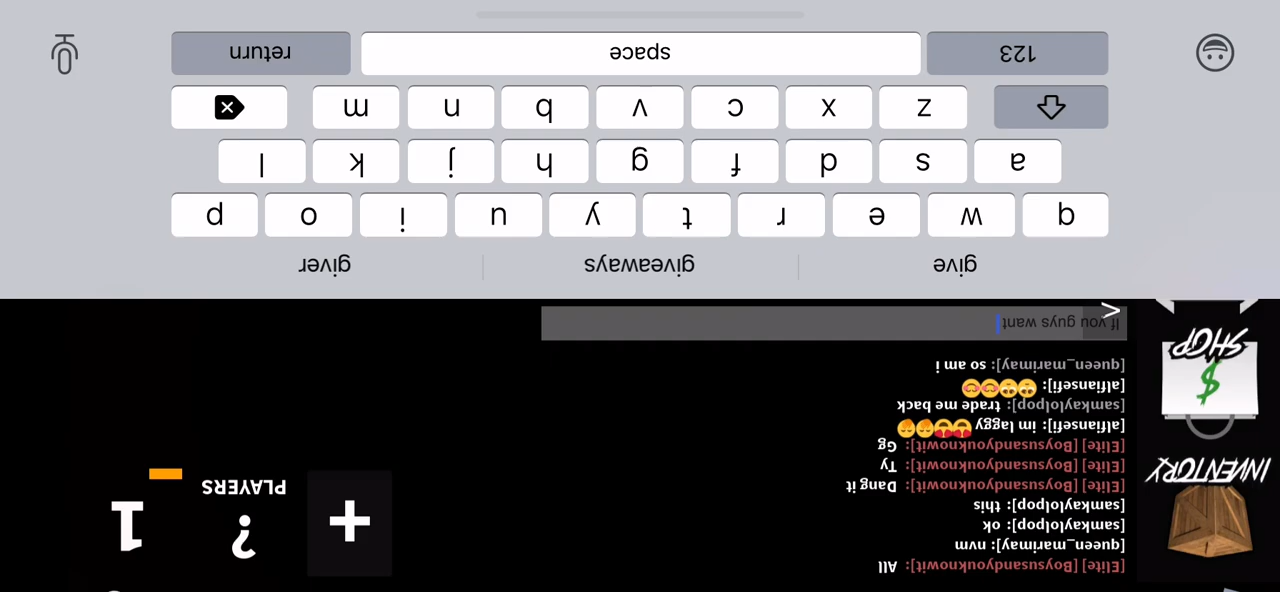 [Elite] [Boysusandyouknowit]: All
[queen_marimay]: nvm
[samkaylolpop]: ok
[samkaylolpop]: this
[Elite] [Boysusandyouknowit]: Dang it
[Elite] [Boysusandyouknowit]: Ty
[Elite] [Boysusandyouknowit]: Gg
[alfiansefi]: im laggy 😍😍🥳🥳
[samkaylolpop]: trade me back
[alfiansefi]: 🤩🤩🥰🥰
[queen_marimay]: so am i
If you guys want
>
INVENTORY
$
SHOP
+
?
PLAYERS
1
give giveaways giver
q w e r t y u i o p
a s d f g h j k l
z x c v b n m
123 space return